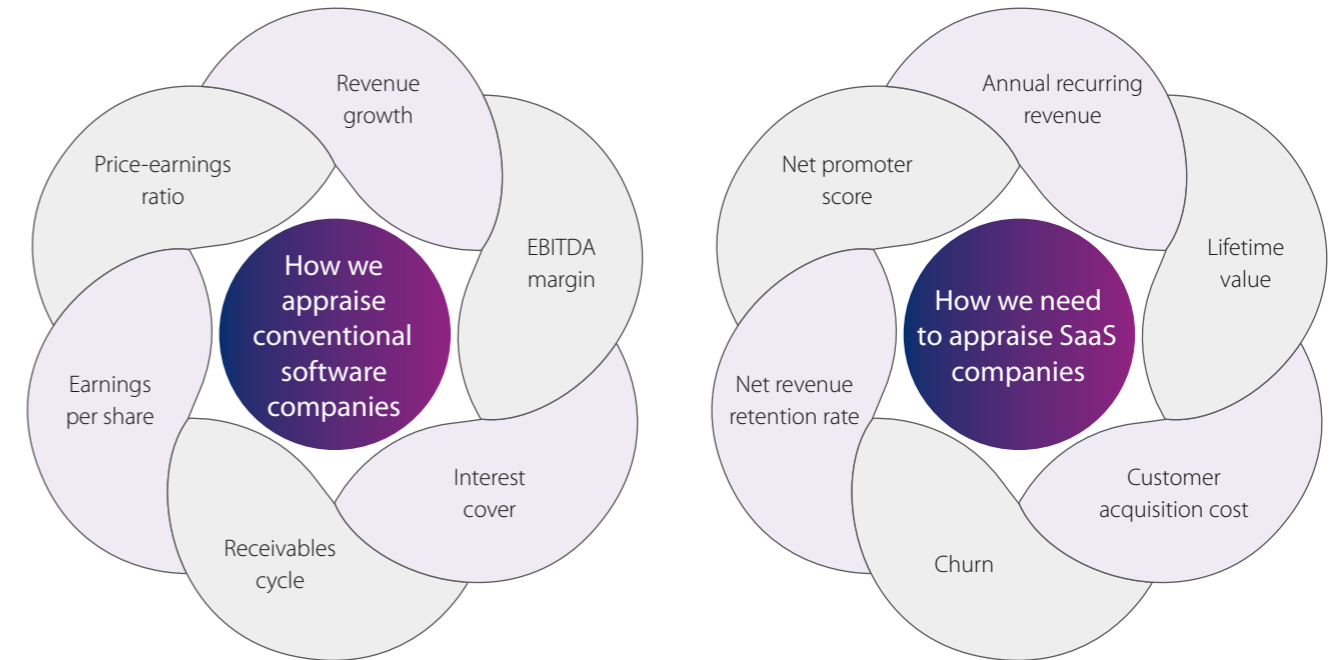 Revenue
growth
EBITDA
margin
Interest
cover
Receivables
cycle
Earnings
per share
Price-earnings
ratio
How we
appraise
conventional
software
companies
Annual recurring
revenue
Lifetime
value
Customer
acquisition cost
Churn
Net revenue
retention rate
Net promoter
score
How we need
to appraise SaaS
companies